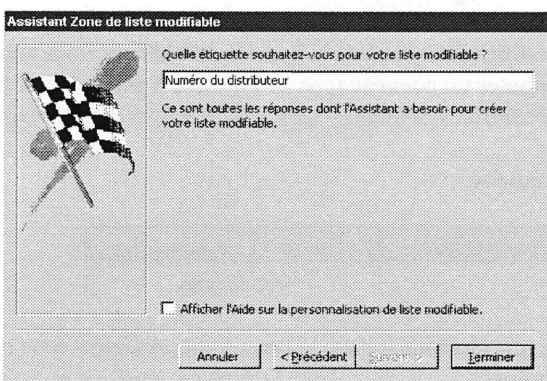 Assistant Zone de liste modifiable
Quelle étiquette souhaitez-vous pour votre liste modifiable ?
Numéro du distributeur
Ce sont toutes les réponses dont l'Assistant a besoin pour créer
votre liste modifiable.
Afficher l'Aide sur la personnalisation de liste modifiable.
Annuler
< Précédent
Suivant >
Terminer